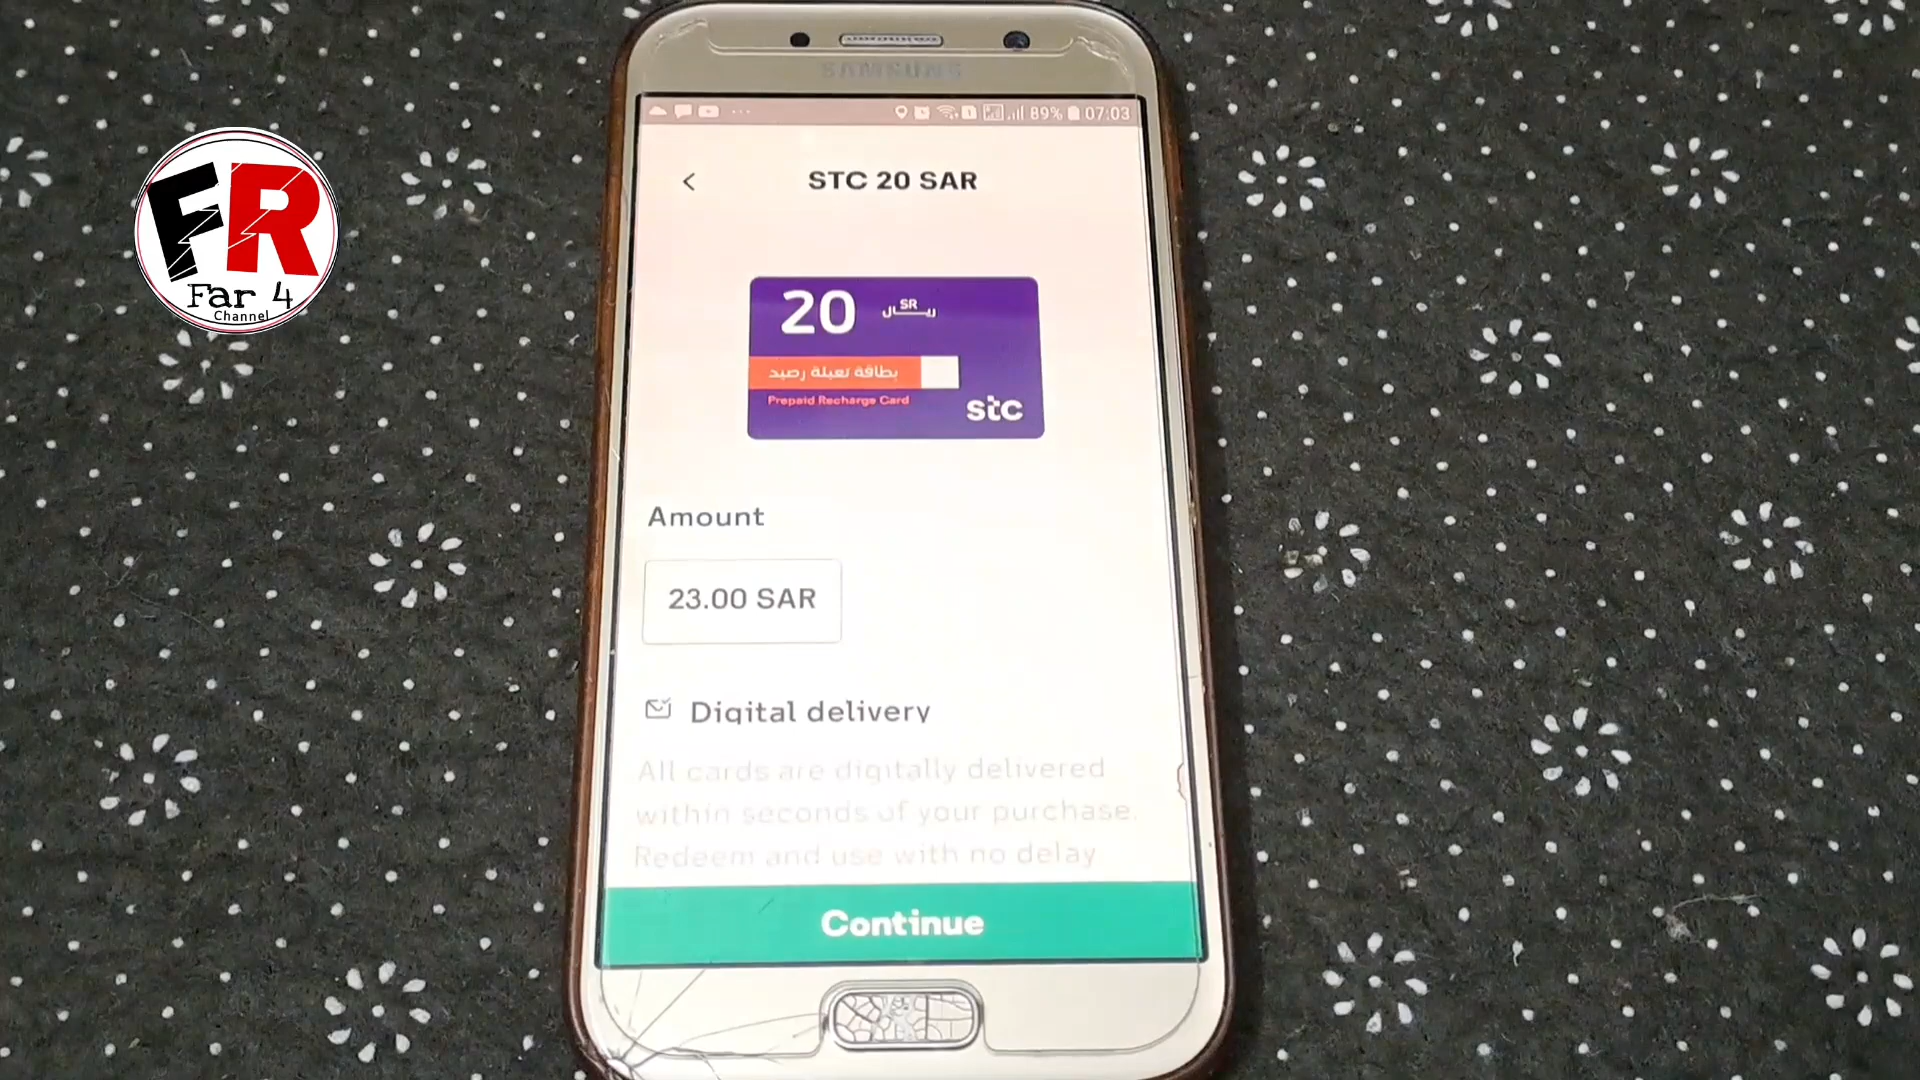 SAMSUNG
89% 07:03
STC 20 SAR
20 SR ريال
بطاقة تعبئة رصيد
Prepaid Recharge Card
stc
Amount
23.00 SAR
Digital delivery
All cards are digitally delivered
within seconds of your purchase.
Redeem and use with no delay
Continue
FR
Far 4
Channel